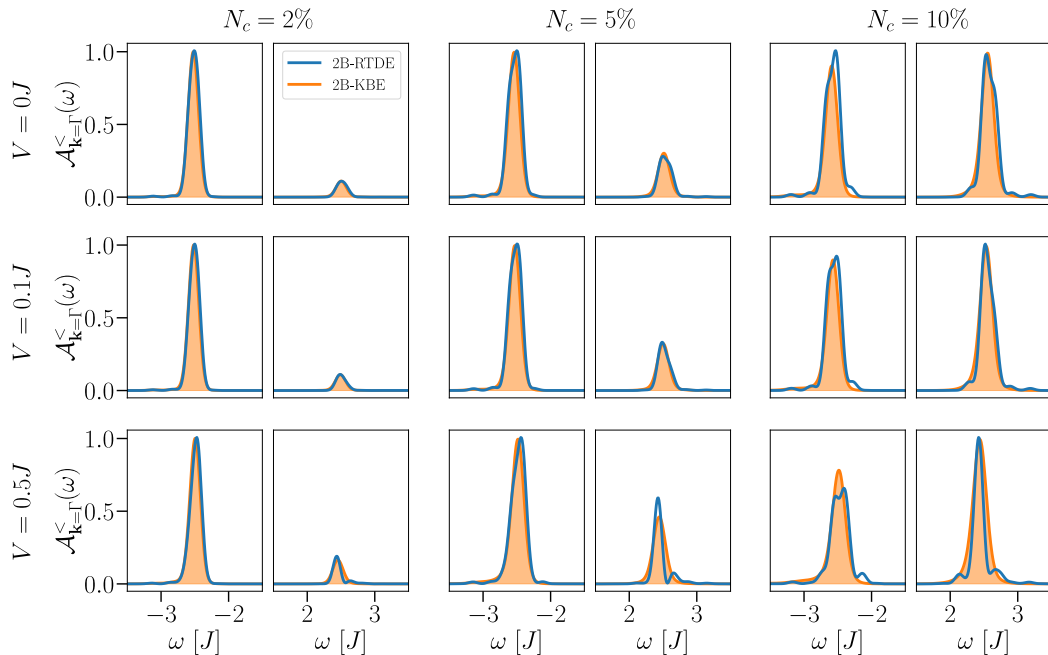 N_c = 2%
N_c = 5%
N_c = 10%
V = 0J
𝒜^<_{k=Γ}(ω)
1.0
0.5
0.0
2B-RTDE
2B-KBE
V = 0.1J
𝒜^<_{k=Γ}(ω)
1.0
0.5
0.0
V = 0.5J
𝒜^<_{k=Γ}(ω)
1.0
0.5
0.0
−3 −2 2 3 −3 −2 2 3 −3 −2 2 3
ω [J] ω [J] ω [J] ω [J] ω [J] ω [J]